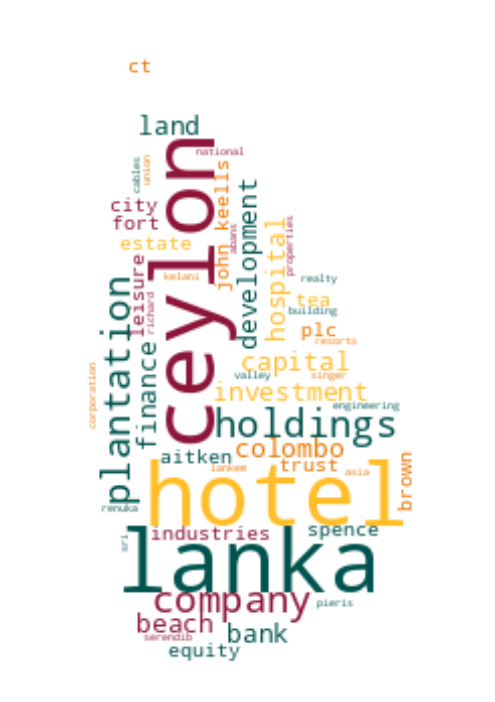 ct
land
national
ceylon
cables
union
john keells
city
fort
abans
development
hospital
properties
estate
leisure
kelani
richard
realty
tea
building
plc
resorts
plantation
finance
capital
valley
singer
corporation
investment
engineering
holdings
colombo
aitken
trust
lankem
asia
brown
hotel
renuka
industries
spence
sri
lanka
company
pieris
beach
bank
serendib
equity